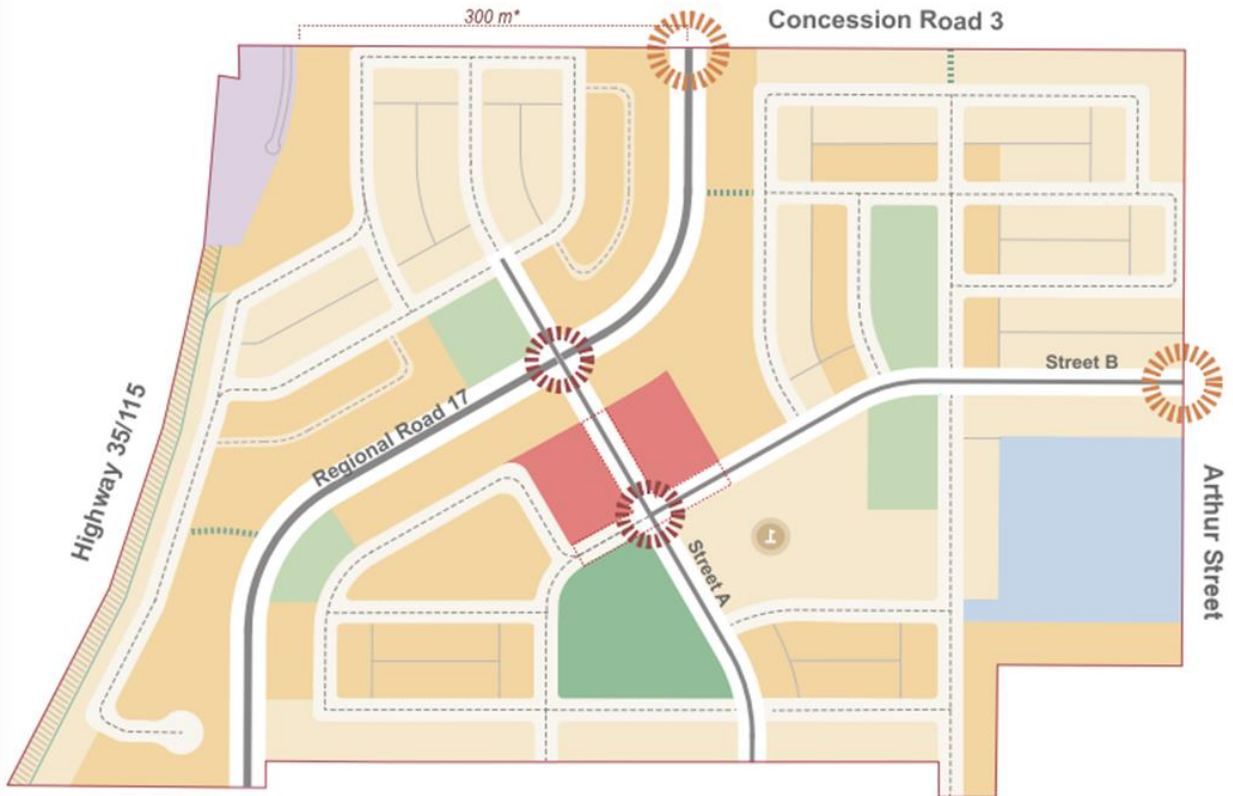 300 m*
Concession Road 3
Street B
Highway 35/115
Regional Road 17
Arthur Street
Street A